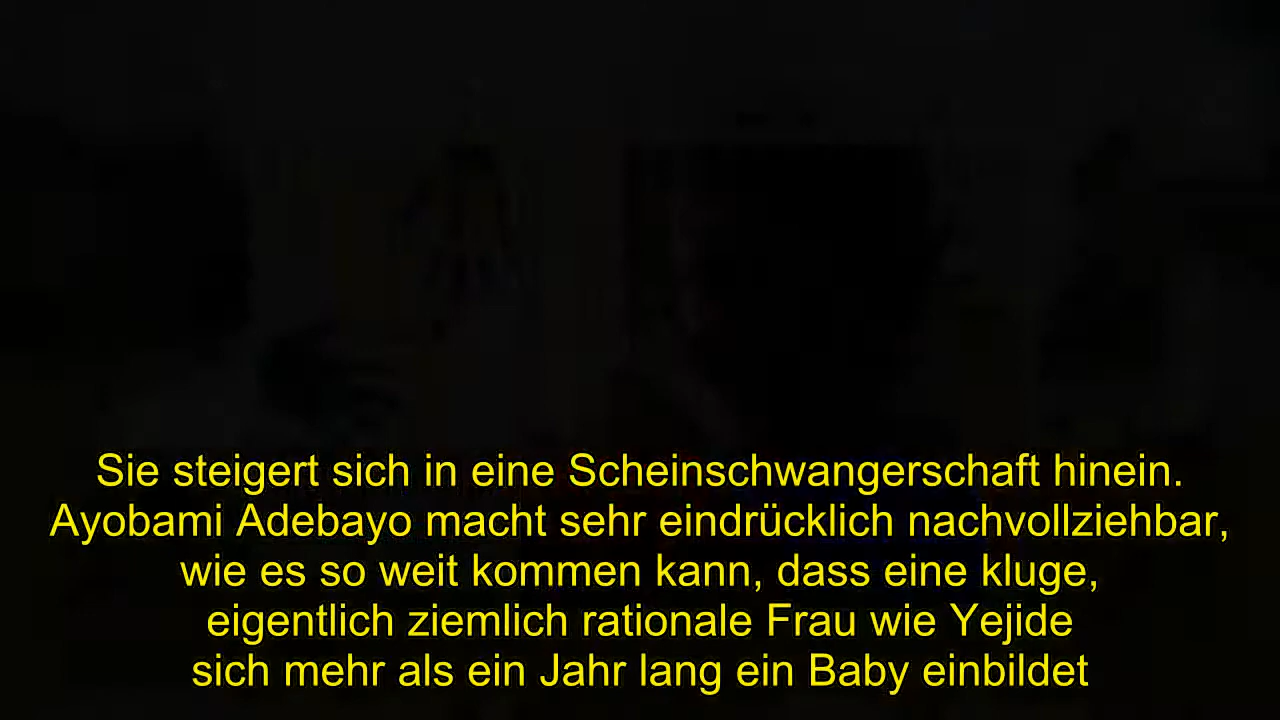 Sie steigert sich in eine Scheinschwangerschaft hinein.
Ayobami Adebayo macht sehr eindrücklich nachvollziehbar,
wie es so weit kommen kann, dass eine kluge,
eigentlich ziemlich rationale Frau wie Yejide
sich mehr als ein Jahr lang ein Baby einbildet